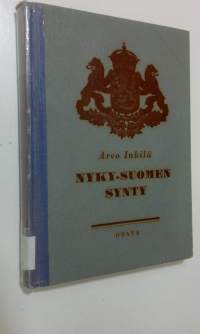 Arvo Inkilä
NYKY-SUOMEN
SYNTY
OTAVA